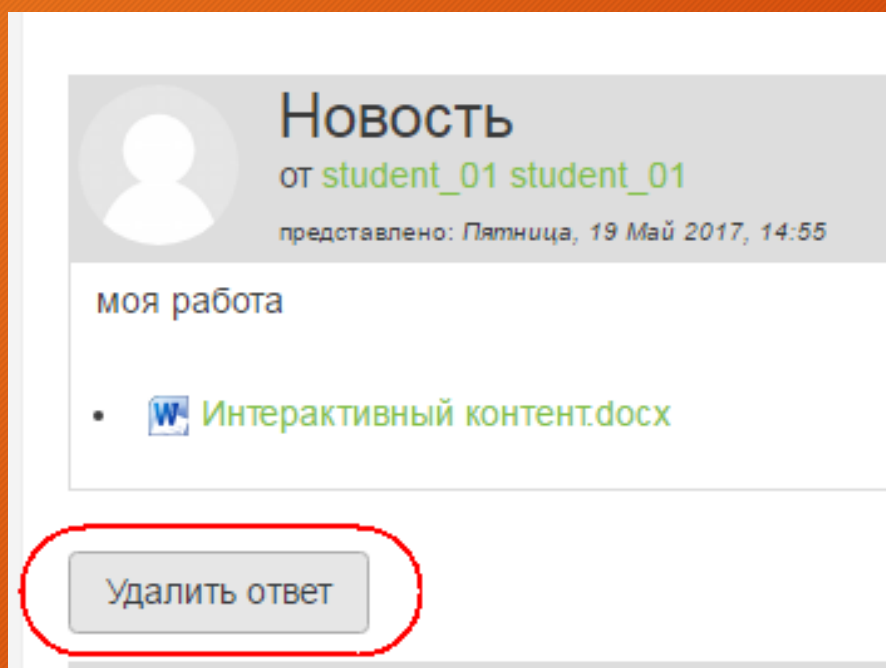 Новость
от student_01 student_01
представлено: Пятница, 19 Май 2017, 14:55
моя работа
Интерактивный контент.docx
Удалить ответ